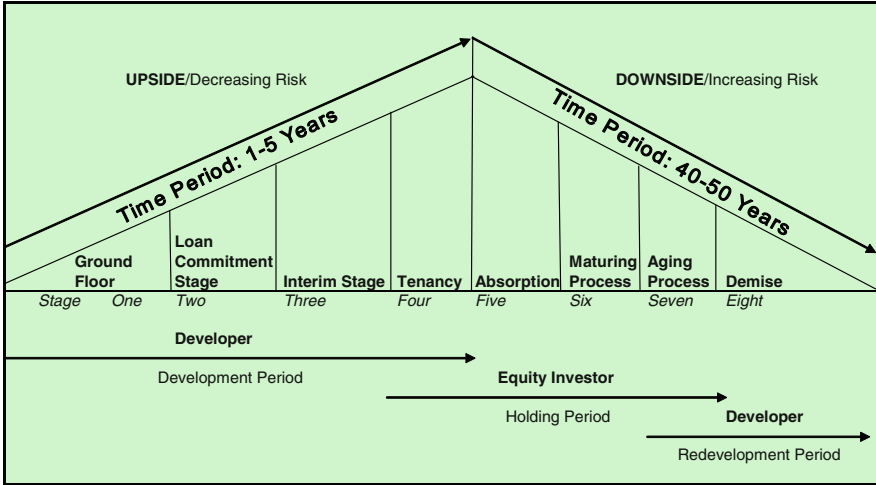 UPSIDE/Decreasing Risk
DOWNSIDE/Increasing Risk
Time Period: 1-5 Years
Time Period: 40-50 Years
Ground
Floor
Loan
Commitment
Stage
Interim Stage
Tenancy
Absorption
Maturing
Process
Aging
Process
Demise
Stage One Two Three Four Five Six Seven Eight
Developer
Development Period
Equity Investor
Holding Period
Developer
Redevelopment Period